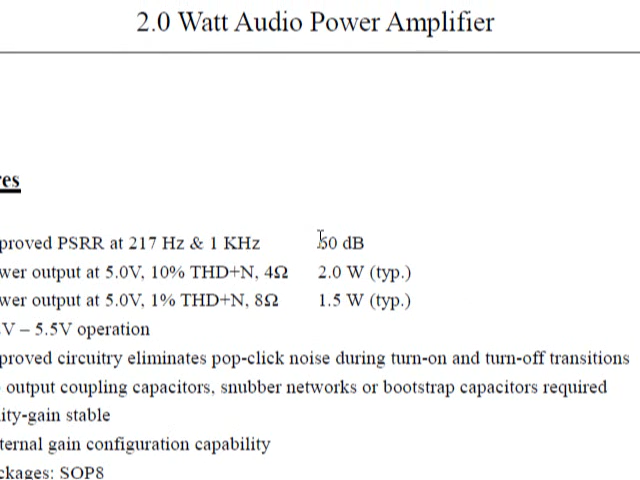 2.0 Watt Audio Power Amplifier
res
proved PSRR at 217 Hz & 1 KHz dB
wer output at 5.0V, 10% THD+N, 4Ω 2.0 W (typ.)
wer output at 5.0V, 1% THD+N, 8Ω 1.5 W (typ.)
V – 5.5V operation
proved circuitry eliminates pop-click noise during turn-on and turn-off transitions
output coupling capacitors, snubber networks or bootstrap capacitors required
ity-gain stable
ternal gain configuration capability
ckages: SOP8